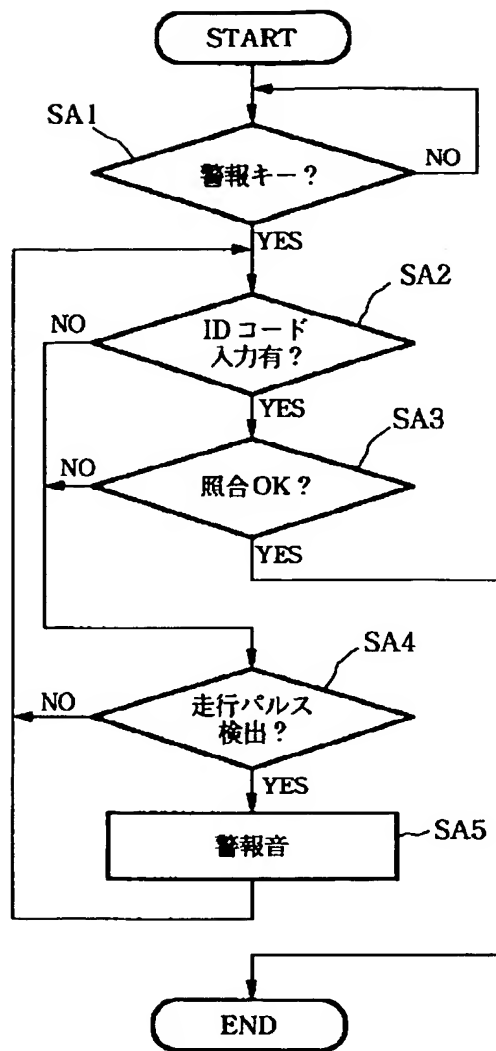 START
SA1
警報キー?
NO
YES
SA2
NO
IDコード
入力有?
YES
SA3
NO
照合OK?
YES
SA4
NO
走行パルス
検出?
YES
警報音
SA5
END